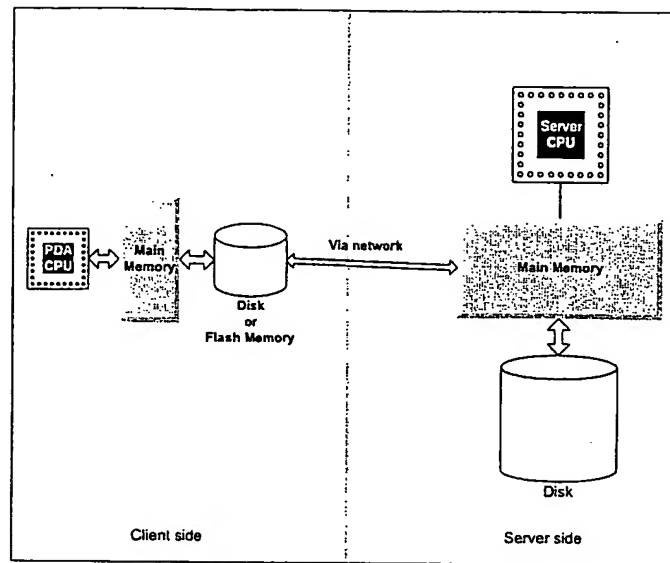 Server
CPU
PDA
CPU
Main
Memory
Via network
Main Memory
Disk
or
Flash Memory
Disk
Client side
Server side